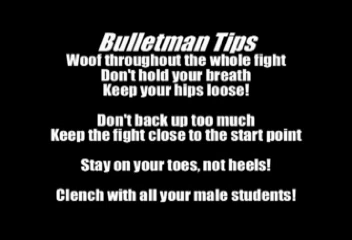 Bulletman Tips
Woof throughout the whole fight
Don't hold your breath
Keep your hips loose!
Don't back up too much
Keep the fight close to the start point
Stay on your toes, not heels!
Clench with all your male students!